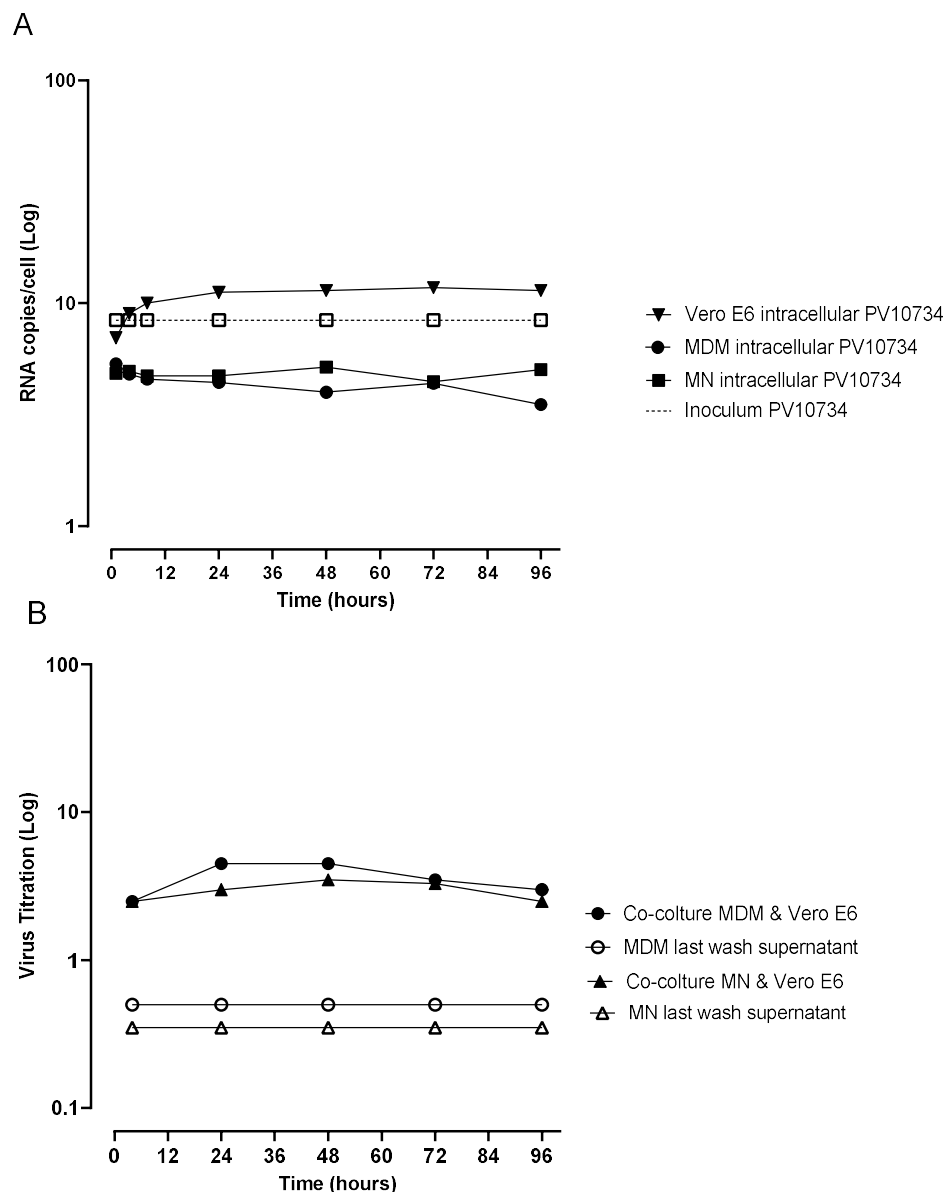 A
100
10
1
RNA copies/cell (Log)
0 12 24 36 48 60 72 84 96
Time (hours)
Vero E6 intracellular PV10734
MDM intracellular PV10734
MN intracellular PV10734
Inoculum PV10734
B
100
10
1
0.1
Virus Titration (Log)
0 12 24 36 48 60 72 84 96
Time (hours)
Co-colture MDM & Vero E6
MDM last wash supernatant
Co-colture MN & Vero E6
MN last wash supernatant